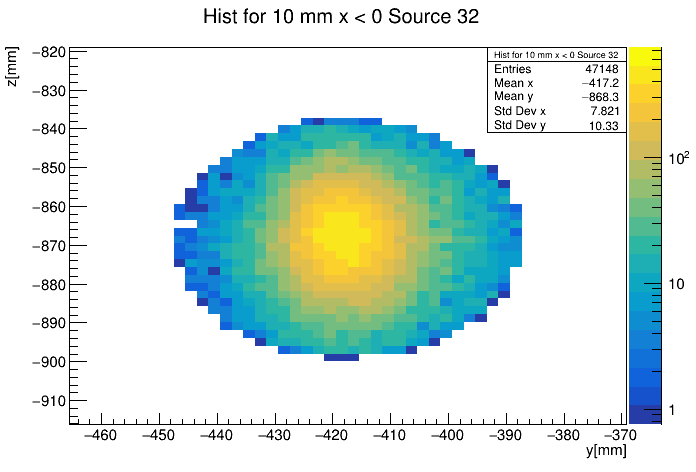 Hist for 10 mm x < 0 Source 32
z[mm]
Hist for 10 mm x < 0 Source 32
Entries 47148
Mean x −417.2
Mean y −868.3
Std Dev x 7.821
Std Dev y 10.33
−820
−830
−840
−850
−860
−870
−880
−890
−900
−910
−460 −450 −440 −430 −420 −410 −400 −390 −380 −370
y[mm]
10²
10
1